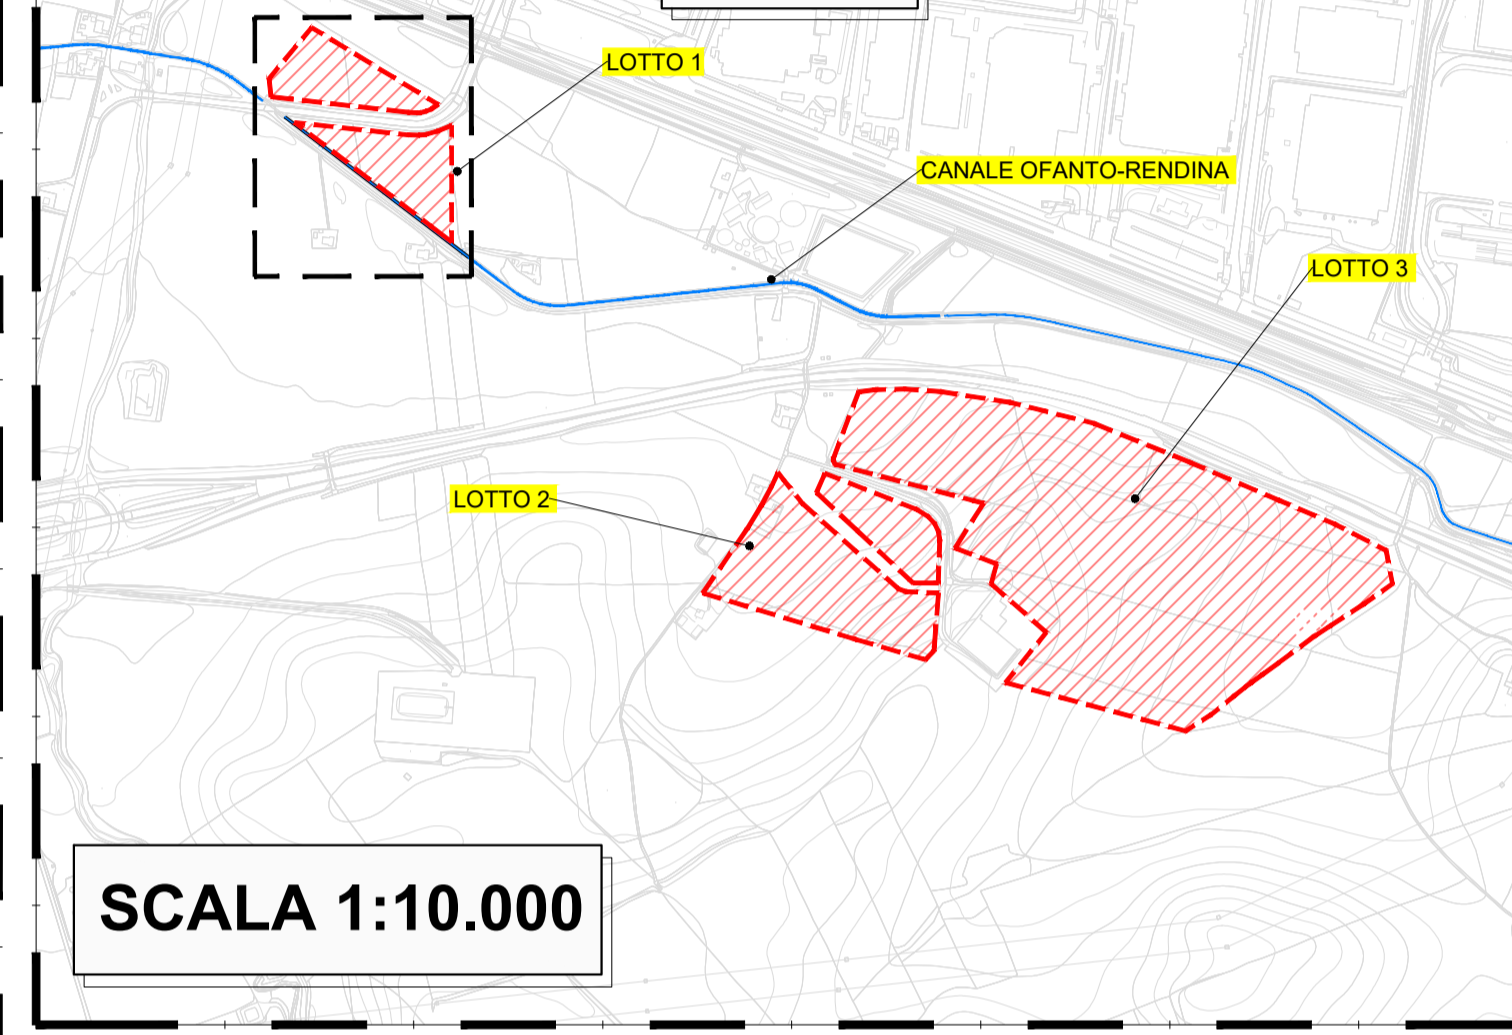 LOTTO 1
CANALE OFANTO-RENDINA
LOTTO 3
LOTTO 2
SCALA 1:10.000